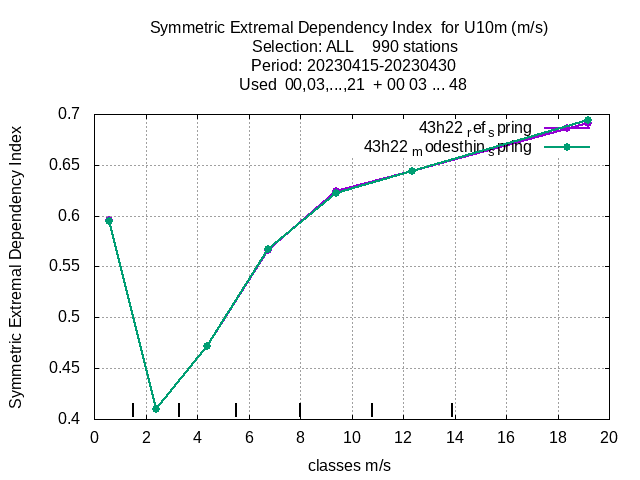 Symmetric Extremal Dependency Index  for U10m (m/s)
Selection: ALL    990 stations
Period: 20230415-20230430
Used  00,03,...,21  + 00 03 ... 48
43h22 ref spring
43h22 modesthin spring
Symmetric Extremal Dependency Index
0.7
0.65
0.6
0.55
0.5
0.45
0.4
0 2 4 6 8 10 12 14 16 18 20
classes m/s